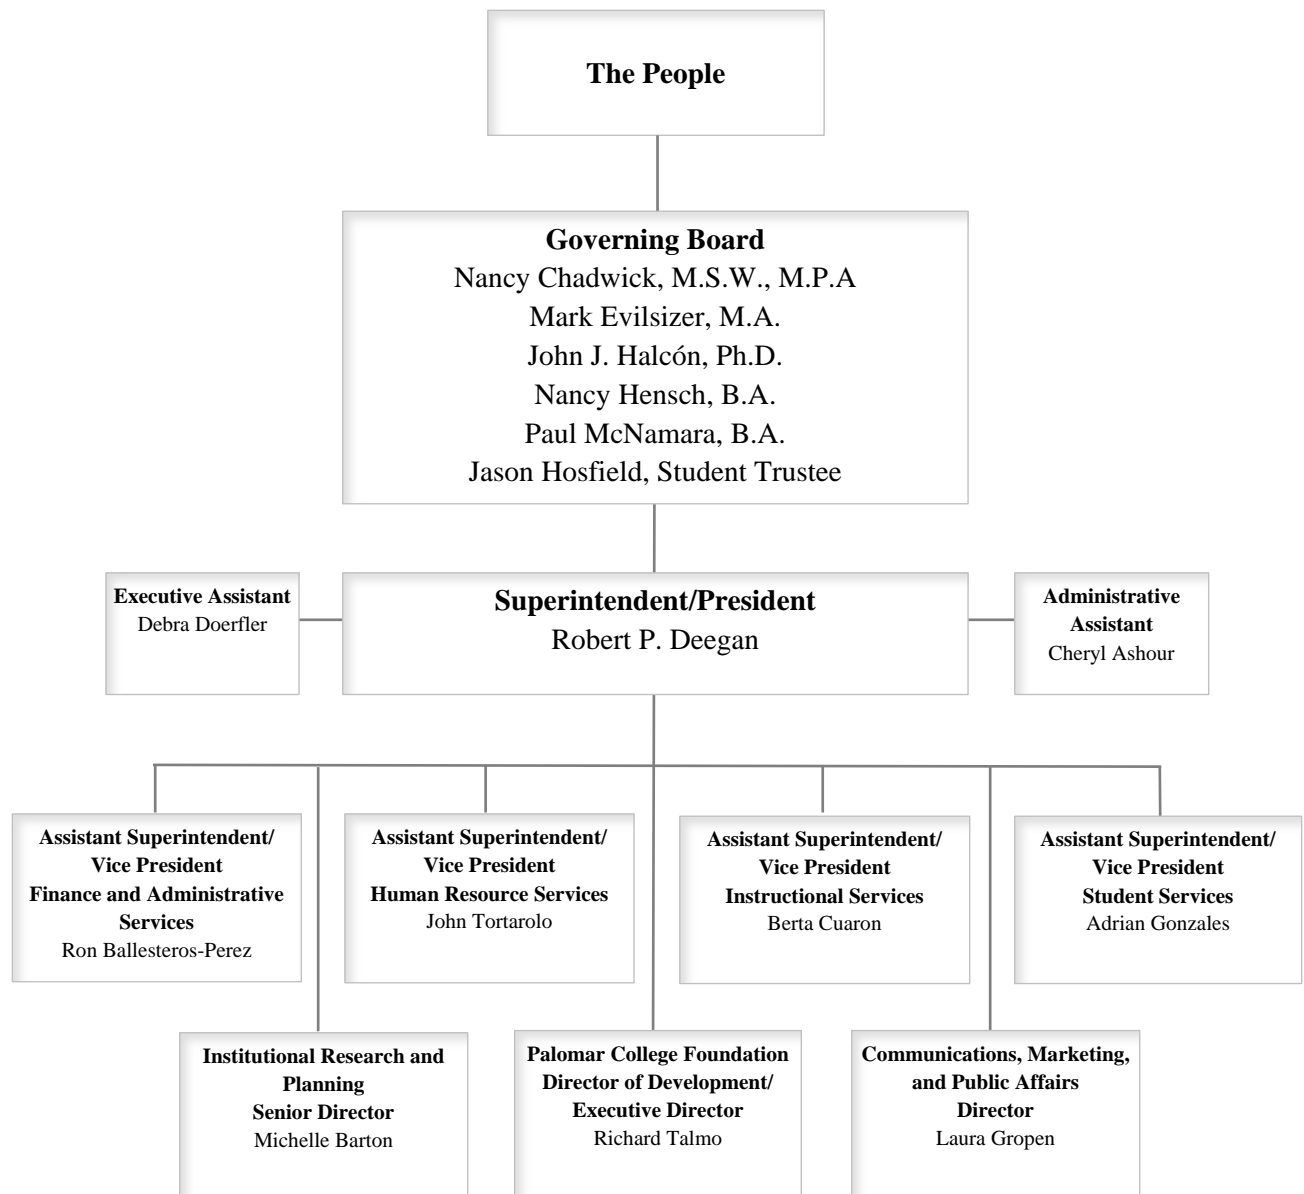 The People
Governing Board
Nancy Chadwick, M.S.W., M.P.A
Mark Evilsizer, M.A.
John J. Halcón, Ph.D.
Nancy Hensch, B.A.
Paul McNamara, B.A.
Jason Hosfield, Student Trustee
Executive Assistant
Debra Doerfler
Superintendent/President
Robert P. Deegan
Administrative
Assistant
Cheryl Ashour
Assistant Superintendent/
Vice President
Finance and Administrative
Services
Ron Ballesteros-Perez
Assistant Superintendent/
Vice President
Human Resource Services
John Tortarolo
Assistant Superintendent/
Vice President
Instructional Services
Berta Cuaron
Assistant Superintendent/
Vice President
Student Services
Adrian Gonzales
Institutional Research and
Planning
Senior Director
Michelle Barton
Palomar College Foundation
Director of Development/
Executive Director
Richard Talmo
Communications, Marketing,
and Public Affairs
Director
Laura Gropen